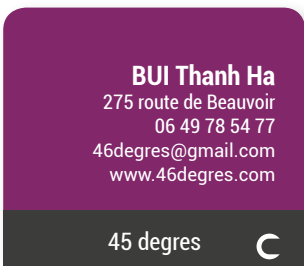 BUI Thanh Ha
275 route de Beauvoir
06 49 78 54 77
46degres@gmail.com
www.46degres.com
45 degres